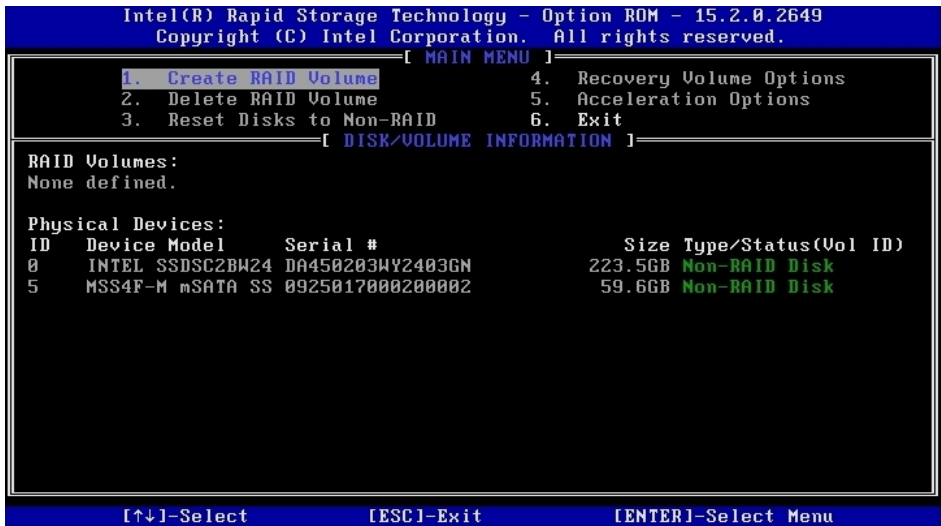 Intel(R) Rapid Storage Technology - Option ROM - 15.2.0.2649
Copyright (C) Intel Corporation. All rights reserved.
[ MAIN MENU ]
1. Create RAID Volume 4. Recovery Volume Options
2. Delete RAID Volume 5. Acceleration Options
3. Reset Disks to Non-RAID 6. Exit
[ DISK/VOLUME INFORMATION ]
RAID Volumes:
None defined.
Physical Devices:
ID Device Model Serial # Size Type/Status(Vol ID)
0 INTEL SSDSC2BW24 DA450203WY2403GN 223.5GB Non-RAID Disk
5 MSS4F-M mSATA SS 0925017000200002 59.6GB Non-RAID Disk
[↑↓]-Select [ESC]-Exit [ENTER]-Select Menu